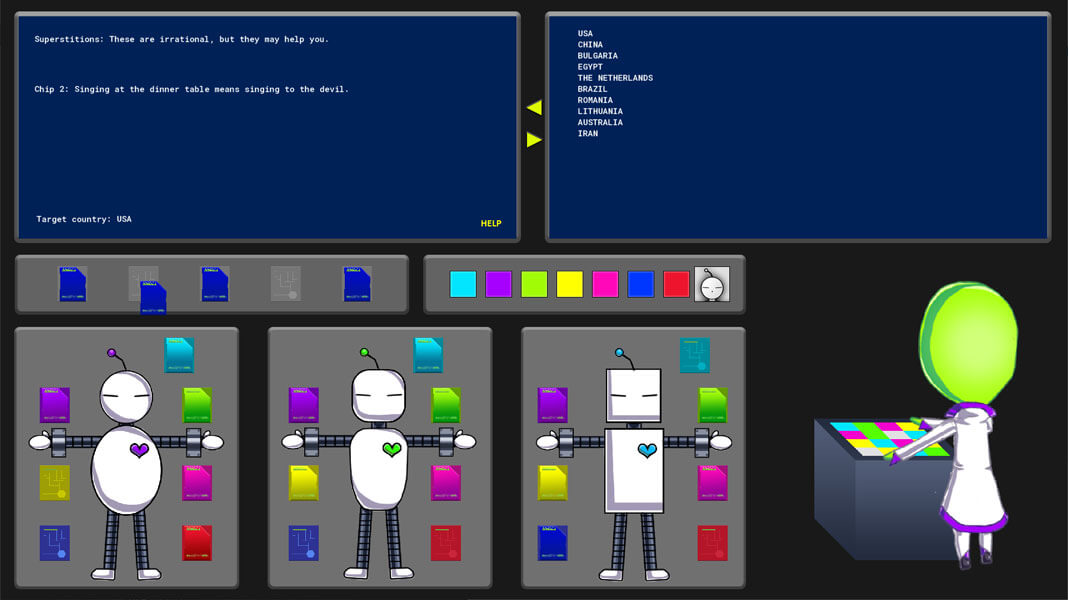 Superstitions: These are irrational, but they may help you.
Chip 2: Singing at the dinner table means singing to the devil.
Target country: USA
HELP
USA
CHINA
BULGARIA
EGYPT
THE NETHERLANDS
BRAZIL
ROMANIA
LITHUANIA
AUSTRALIA
IRAN